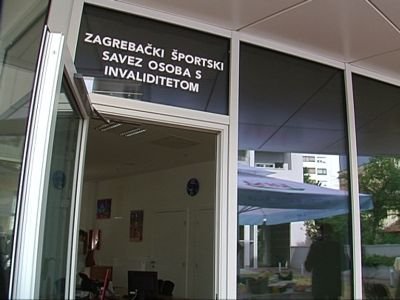 ZAGREBAČKI ŠPORTSKI
SAVEZ OSOBA S
INVALIDITETOM